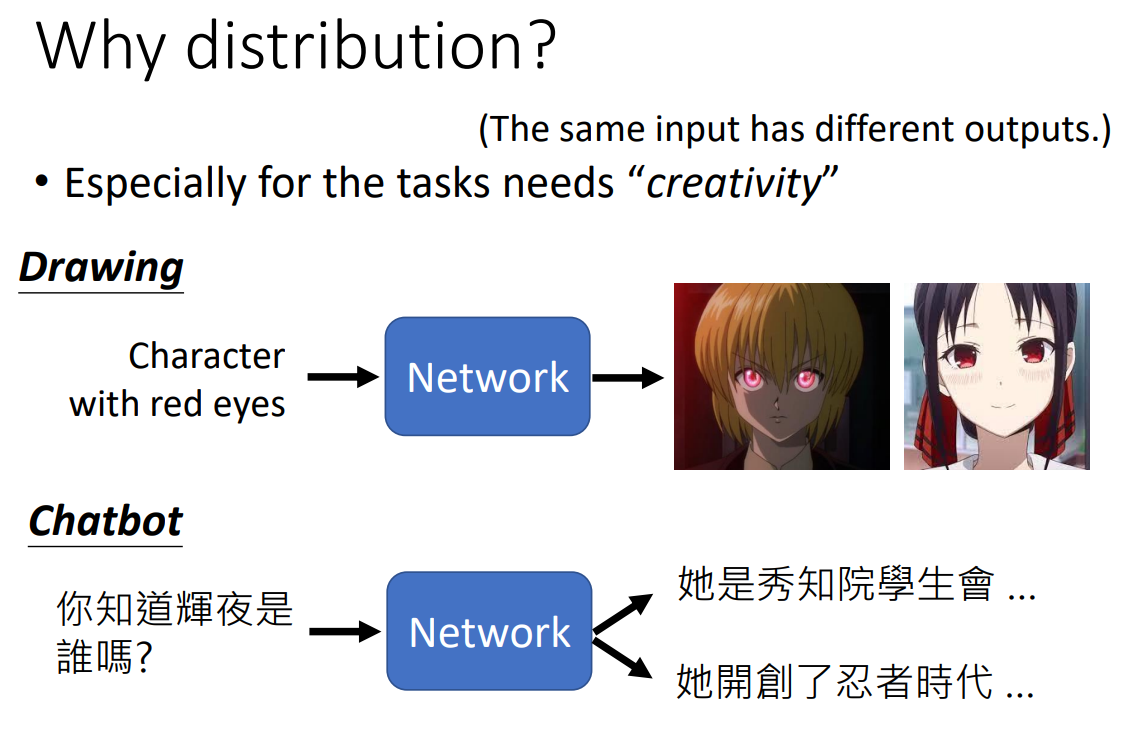 Why distribution?
(The same input has different outputs.)
• Especially for the tasks needs “creativity”
Drawing
Character
with red eyes
Network
Chatbot
你知道輝夜是
誰嗎?
Network
她是秀知院學生會 ...
她開創了忍者時代 ...